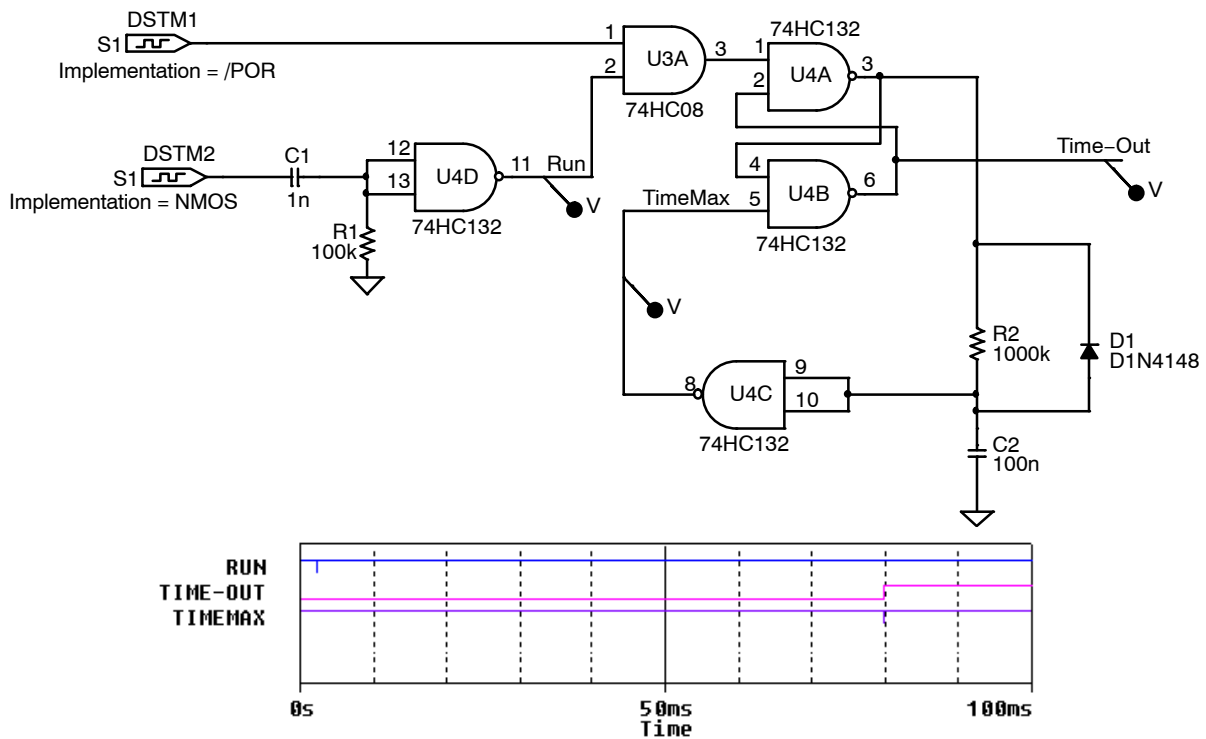 DSTM1
S1
Implementation = /POR
1
2
U3A
3
74HC08
74HC132
1
2
U4A
3
DSTM2
S1
Implementation = NMOS
C1
1n
12
13
U4D
11
Run
74HC132
R1
100k
V
TimeMax
4
5
U4B
6
74HC132
Time−Out
V
V
R2
1000k
D1
D1N4148
8
U4C
9
10
74HC132
C2
100n
RUN
TIME-OUT
TIMEMAX
0s
50ms
100ms
Time